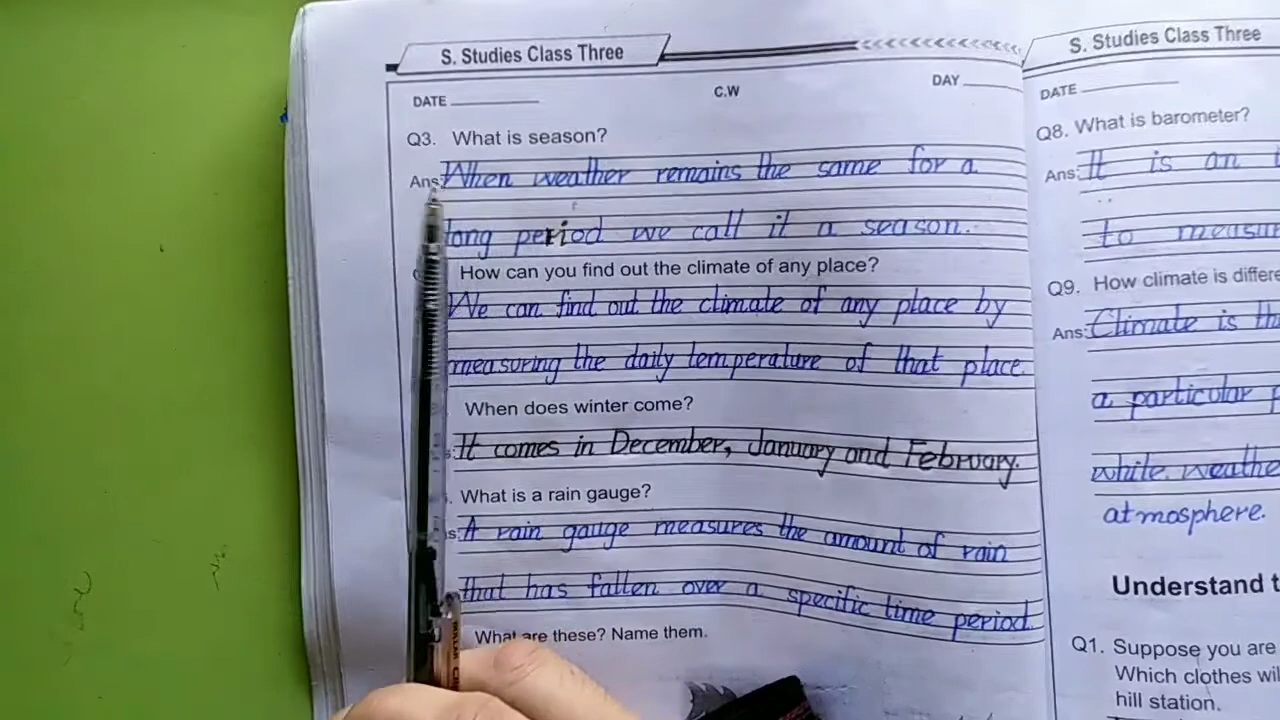 S. Studies Class Three
DATE
C.W
DAY
Q3. What is season?
Ans: When weather remains the same for a
long period we call it a season.
How can you find out the climate of any place?
We can find out the climate of any place by
measuring the daily temperature of that place.
When does winter come?
It comes in December, January and February.
What is a rain gauge?
s: A rain gauge measures the amount of rain
that has fallen over a specific time period.
What are these? Name them.
S. Studies Class Three
DATE
Q8. What is barometer?
Ans: It is an
to
Q9. How climate is
Ans: Climate is
a particular
while
atmosphere.
Understand
Q1. Suppose you are
Which clothes
hill station.